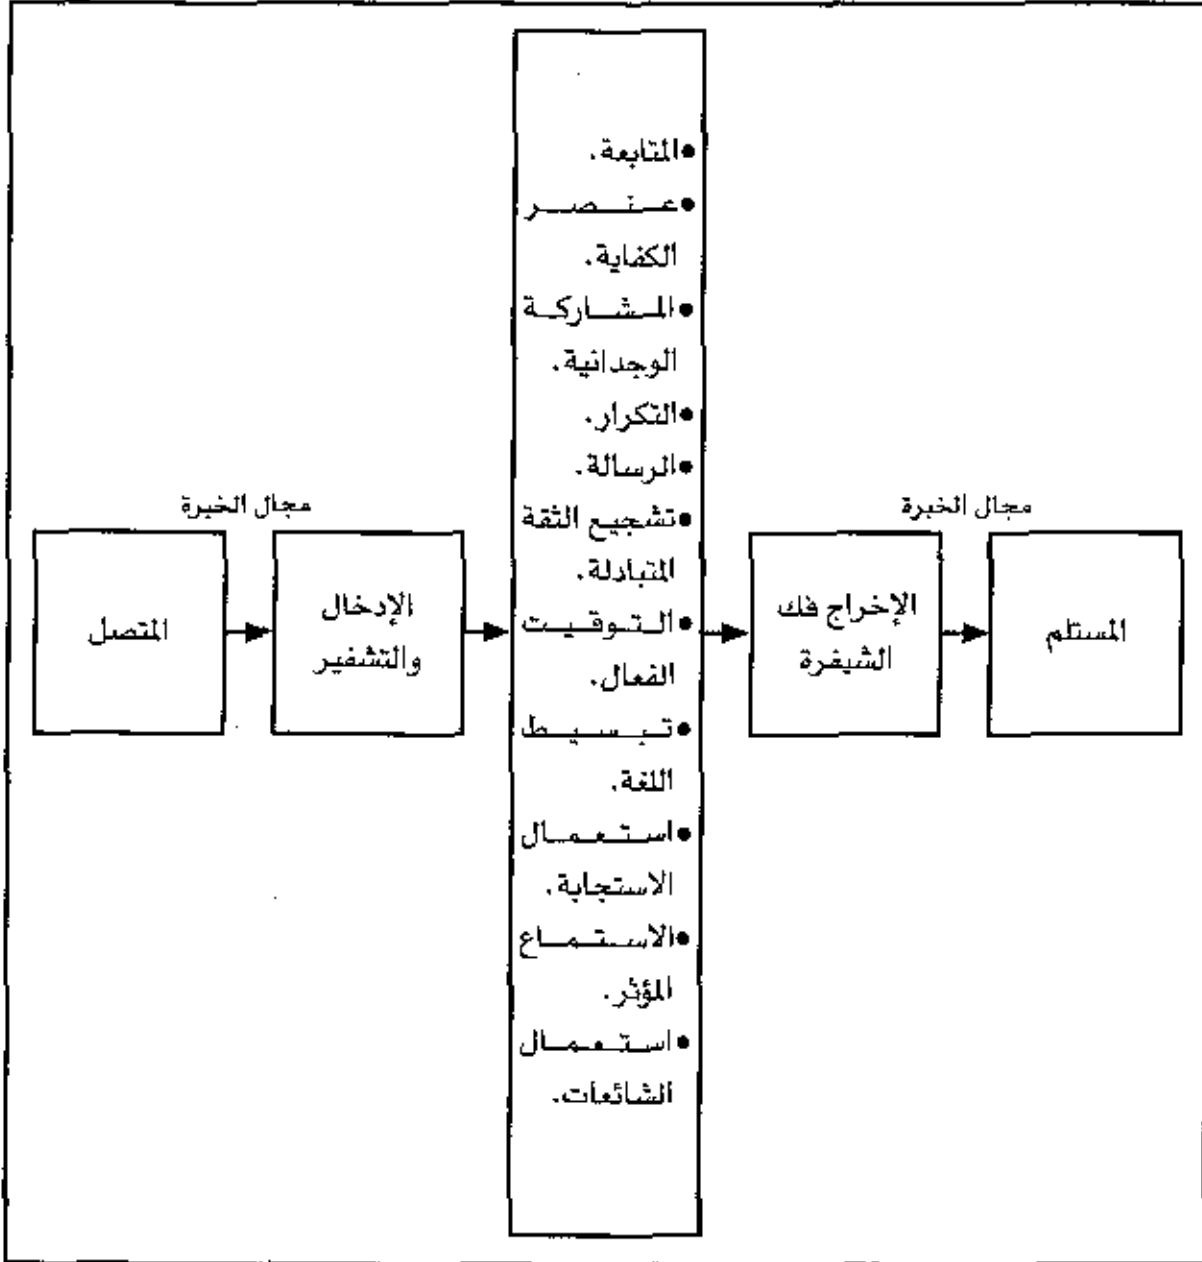 •المتابعة.
•عنصر
الكفاية.
•المشاركة
الوجدانية.
•التكرار.
•الرسالة.
•تشجيع الثقة
المتبادلة.
•التوقيت
الفعال.
•تبسيط
اللغة.
•استعمال
الاستجابة.
•الاستماع
المؤثر.
•استعمال
الشائعات.
مجال الخبرة
المتصل
الإدخال
والتشفير
مجال الخبرة
الإخراج فك
الشيفرة
المستلم